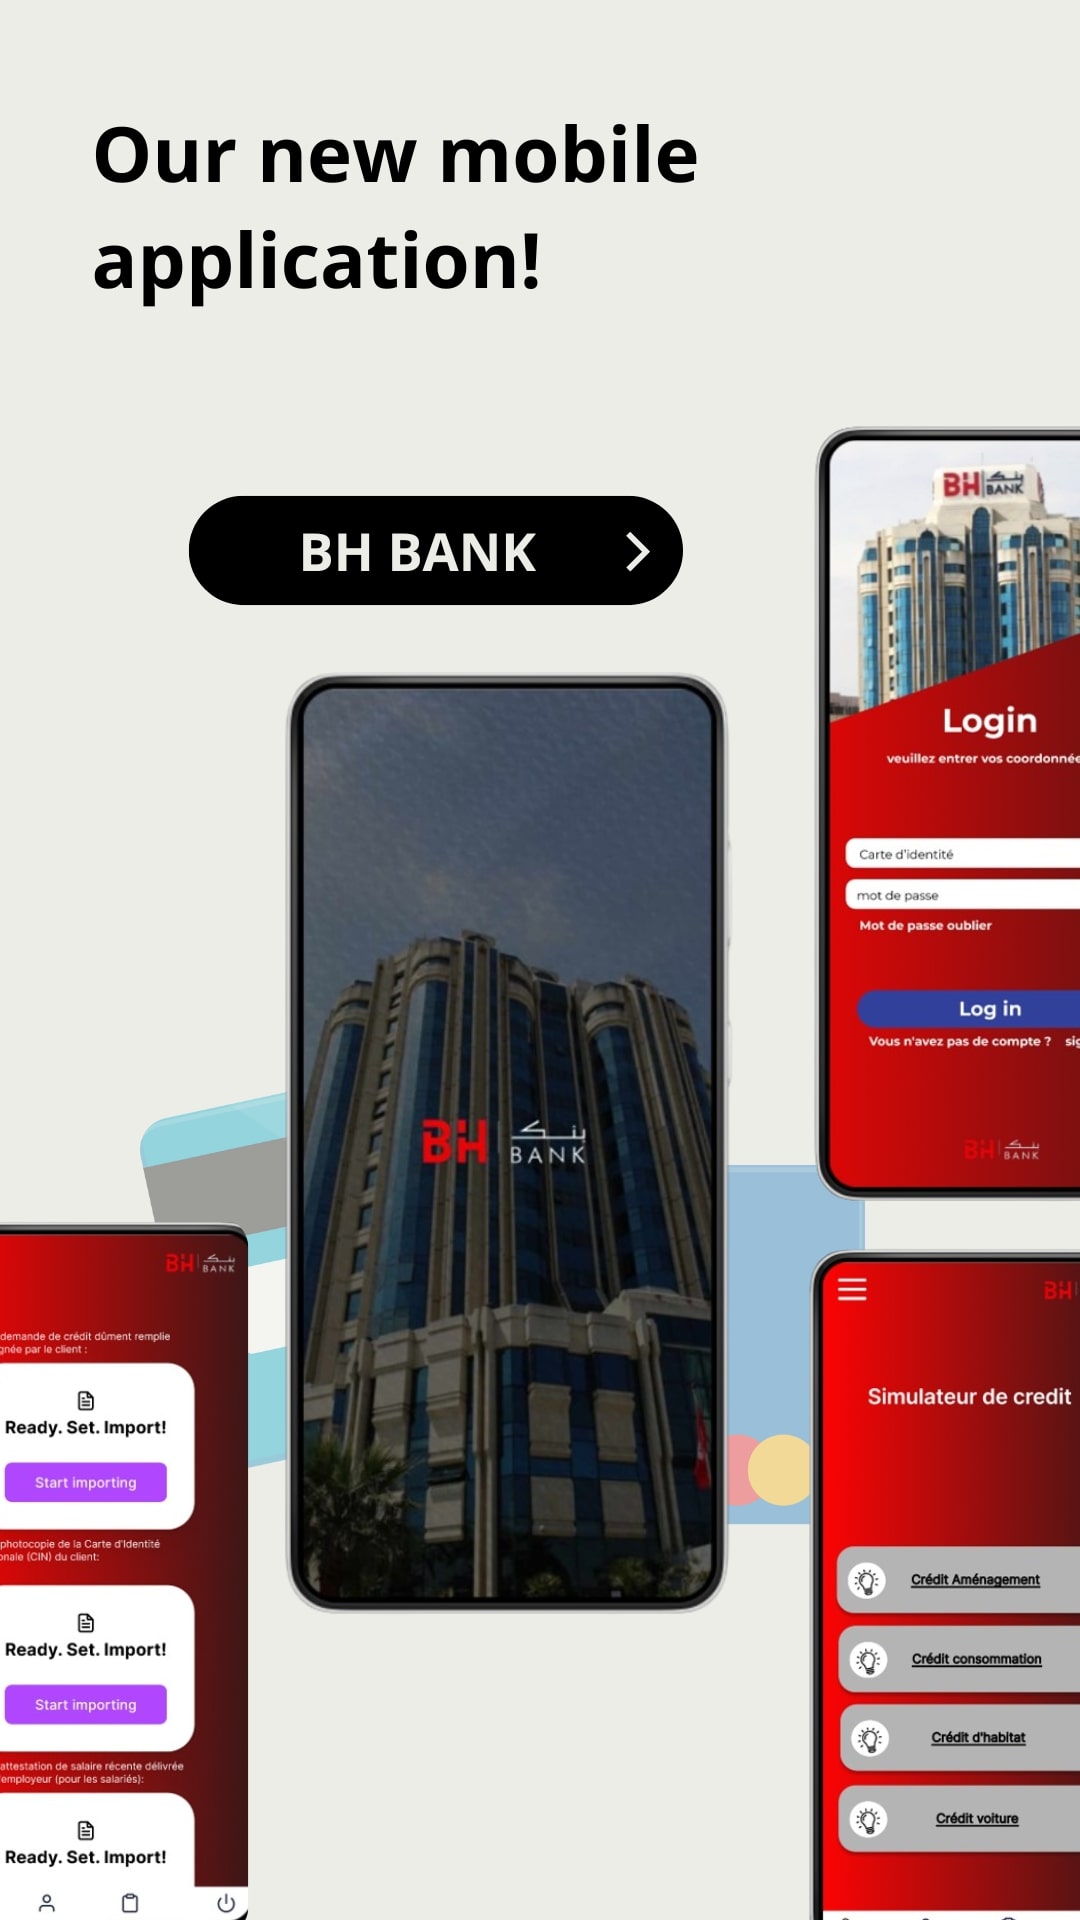 Our new mobile
application!
BH BANK
BH BANK بنك
Login
veuillez entrer vos
Carte d'identité
mot de passe
Mot de passe oublier
Log in
Vous n'avez pas de compte ?
BH بنك BANK
BH بنك BANK
BH بنك BANK
demande de crédit dûment remplie
par le client :
Ready. Set. Import!
Start importing
photocopie de la Carte d'Identité
(CIN) du client:
Ready. Set. Import!
Start importing
attestation de salaire récente délivrée
employeur (pour les salariés):
Ready. Set. Import!
BH
Simulateur de credit
Crédit Aménagement
Crédit consommation
Crédit d'habitat
Crédit voiture